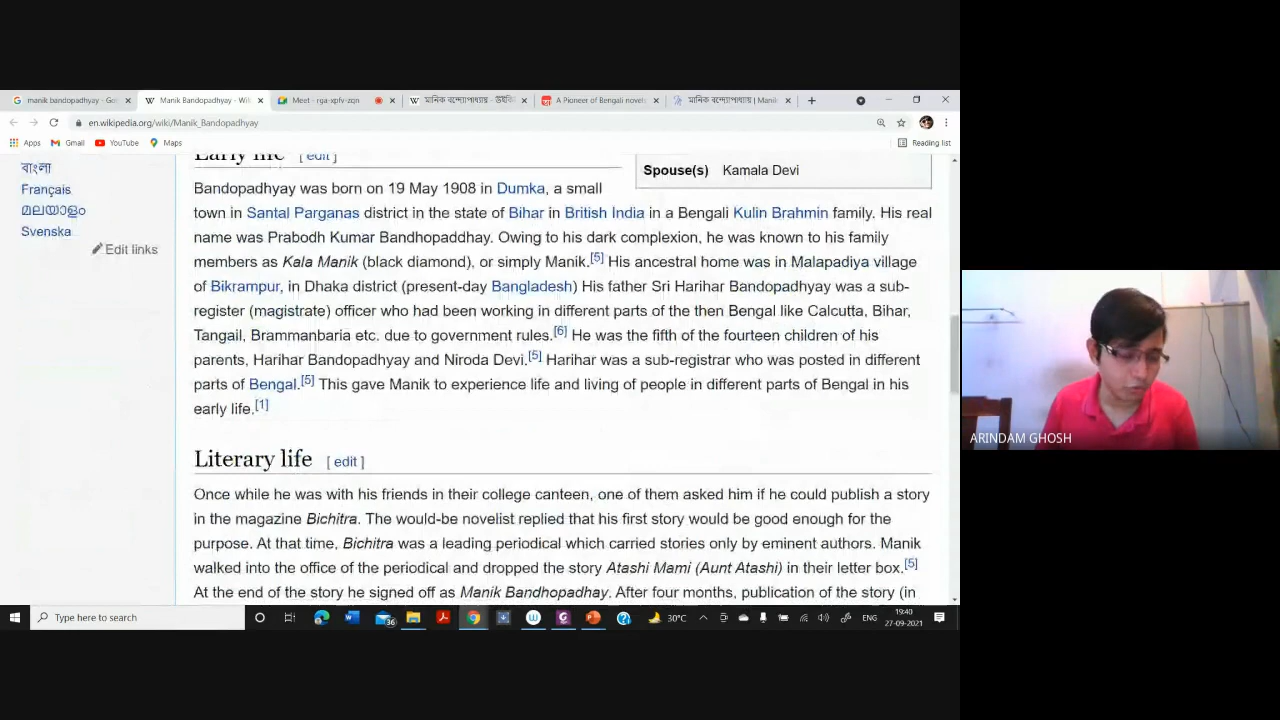 manik bandopadhyay - Go
Manik Bandopadhyay - Wi
Meet - rga-xpfv-zqn
মানিক বন্দ্যোপাধ্যায় - উইকি
A Pioneer of Bengali novel
মানিক বন্দ্যোপাধ্যায় | Mani
en.wikipedia.org/wiki/Manik_Bandopadhyay
Apps Gmail YouTube Maps Reading list
Early life [ edit ]
বাংলা
Français
മലയാളം
Svenska
Edit links
Spouse(s) Kamala Devi
Bandopadhyay was born on 19 May 1908 in Dumka, a small
town in Santal Parganas district in the state of Bihar in British India in a Bengali Kulin Brahmin family. His real
name was Prabodh Kumar Bandhopaddhay. Owing to his dark complexion, he was known to his family
members as Kala Manik (black diamond), or simply Manik.[5] His ancestral home was in Malapadiya village
of Bikrampur, in Dhaka district (present-day Bangladesh) His father Sri Harihar Bandopadhyay was a sub-
register (magistrate) officer who had been working in different parts of the then Bengal like Calcutta, Bihar,
Tangail, Brammanbaria etc. due to government rules.[6] He was the fifth of the fourteen children of his
parents, Harihar Bandopadhyay and Niroda Devi.[5] Harihar was a sub-registrar who was posted in different
parts of Bengal.[5] This gave Manik to experience life and living of people in different parts of Bengal in his
early life.[1]
Literary life [ edit ]
Once while he was with his friends in their college canteen, one of them asked him if he could publish a story
in the magazine Bichitra. The would-be novelist replied that his first story would be good enough for the
purpose. At that time, Bichitra was a leading periodical which carried stories only by eminent authors. Manik
walked into the office of the periodical and dropped the story Atashi Mami (Aunt Atashi) in their letter box.[5]
At the end of the story he signed off as Manik Bandhopadhay. After four months, publication of the story (in
ARINDAM GHOSH
Type here to search
36
30°C
ENG
19:40
27-09-2021